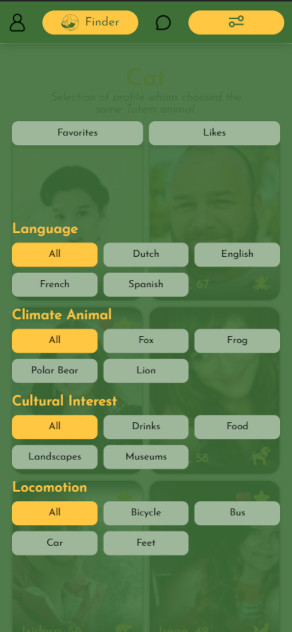 Finder
Cat
Selection of profile whom choosed the
same Totem animal
Favorites Likes
67
Language
All Dutch English
French Spanish
Climate Animal
All Fox Frog
Polar Bear Lion
Cultural Interest
All Drinks Food
58
Landscapes Museums
Locomotion
All Bicycle Bus
Car Feet